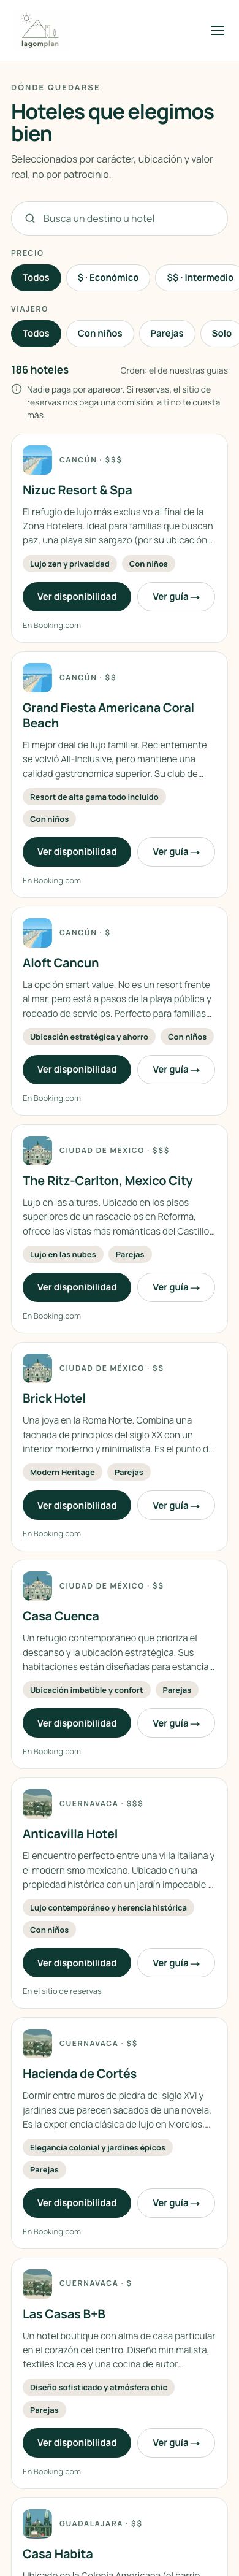 lagomplan
DÓNDE QUEDARSE
Hoteles que elegimos
bien
Seleccionados por carácter, ubicación y valor
real, no por patrocinio.
Busca un destino u hotel
PRECIO
Todos
$ · Económico
$$ · Intermedio
VIAJERO
Todos
Con niños
Parejas
Solo
186 hoteles
Orden: el de nuestras guías
Nadie paga por aparecer. Si reservas, el sitio de
reservas nos paga una comisión; a ti no te cuesta
más.
CANCÚN · $$$
Nizuc Resort & Spa
El refugio de lujo más exclusivo al final de la
Zona Hotelera. Ideal para familias que buscan
paz, una playa sin sargazo (por su ubicación…
Lujo zen y privacidad
Con niños
Ver disponibilidad
Ver guía →
En Booking.com
CANCÚN · $$
Grand Fiesta Americana Coral
Beach
El mejor deal de lujo familiar. Recientemente
se volvió All-Inclusive, pero mantiene una
calidad gastronómica superior. Su club de…
Resort de alta gama todo incluido
Con niños
Ver disponibilidad
Ver guía →
En Booking.com
CANCÚN · $
Aloft Cancun
La opción smart value. No es un resort frente
al mar, pero está a pasos de la playa pública y
rodeado de servicios. Perfecto para familias…
Ubicación estratégica y ahorro
Con niños
Ver disponibilidad
Ver guía →
En Booking.com
CIUDAD DE MÉXICO · $$$
The Ritz-Carlton, Mexico City
Lujo en las alturas. Ubicado en los pisos
superiores de un rascacielos en Reforma,
ofrece las vistas más románticas del Castillo…
Lujo en las nubes
Parejas
Ver disponibilidad
Ver guía →
En Booking.com
CIUDAD DE MÉXICO · $$
Brick Hotel
Una joya en la Roma Norte. Combina una
fachada de principios del siglo XX con un
interior moderno y minimalista. Es el punto d…
Modern Heritage
Parejas
Ver disponibilidad
Ver guía →
En Booking.com
CIUDAD DE MÉXICO · $$
Casa Cuenca
Un refugio contemporáneo que prioriza el
descanso y la ubicación estratégica. Sus
habitaciones están diseñadas para estancia…
Ubicación imbatible y confort
Parejas
Ver disponibilidad
Ver guía →
En Booking.com
CUERNAVACA · $$$
Anticavilla Hotel
El encuentro perfecto entre una villa italiana y
el modernismo mexicano. Ubicado en una
propiedad histórica con un jardín impecable …
Lujo contemporáneo y herencia histórica
Con niños
Ver disponibilidad
Ver guía →
En el sitio de reservas
CUERNAVACA · $$
Hacienda de Cortés
Dormir entre muros de piedra del siglo XVI y
jardines que parecen sacados de una novela.
Es la experiencia clásica de lujo en Morelos,…
Elegancia colonial y jardines épicos
Parejas
Ver disponibilidad
Ver guía →
En Booking.com
CUERNAVACA · $
Las Casas B+B
Un hotel boutique con alma de casa particular
en el corazón del centro. Diseño minimalista,
textiles locales y una cocina de autor…
Diseño sofisticado y atmósfera chic
Parejas
Ver disponibilidad
Ver guía →
En Booking.com
GUADALAJARA · $$
Casa Habita
Ubicado en la Colonia Americana (el barrio